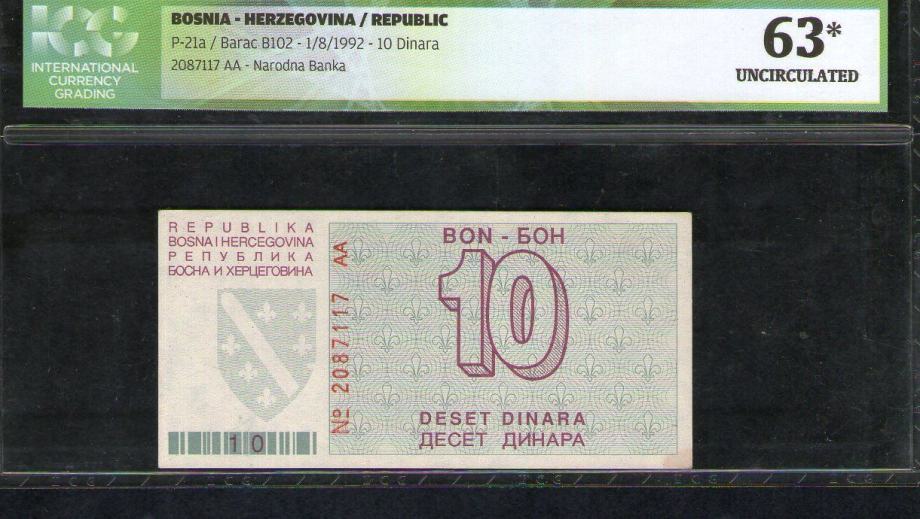 ICG
INTERNATIONAL
CURRENCY
GRADING
BOSNIA - HERZEGOVINA / REPUBLIC
P-21a / Barac B102 - 1/8/1992 - 10 Dinara
2087117 AA - Narodna Banka
63*
UNCIRCULATED
REPUBLIKA
BOSNA I HERCEGOVINA
РЕПУБЛИКА
БОСНА И ХЕРЦЕГОВИНА
10
№ 2087117 AA
BON - БОН
10
DESET DINARA
ДЕСЕТ ДИНАРА